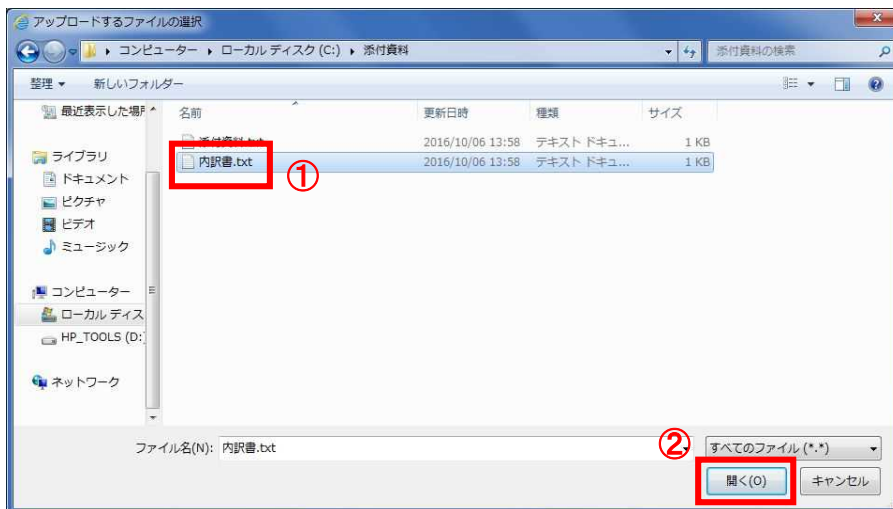 アップロードするファイルの選択
コンピューター ▸ ローカル ディスク (C:) ▸ 添付資料
添付資料の検索
整理 ▼ 新しいフォルダー
最近表示した場所
名前 更新日時 種類 サイズ
添付資料.txt 2016/10/06 13:58 テキスト ドキュ... 1 KB
ライブラリ
内訳書.txt 2016/10/06 13:58 テキスト ドキュ... 1 KB
①
ドキュメント
ピクチャ
ビデオ
ミュージック
コンピューター
ローカル ディス
HP_TOOLS (D:)
ネットワーク
ファイル名(N): 内訳書.txt
②
すべてのファイル (*.*)
開く(O) キャンセル